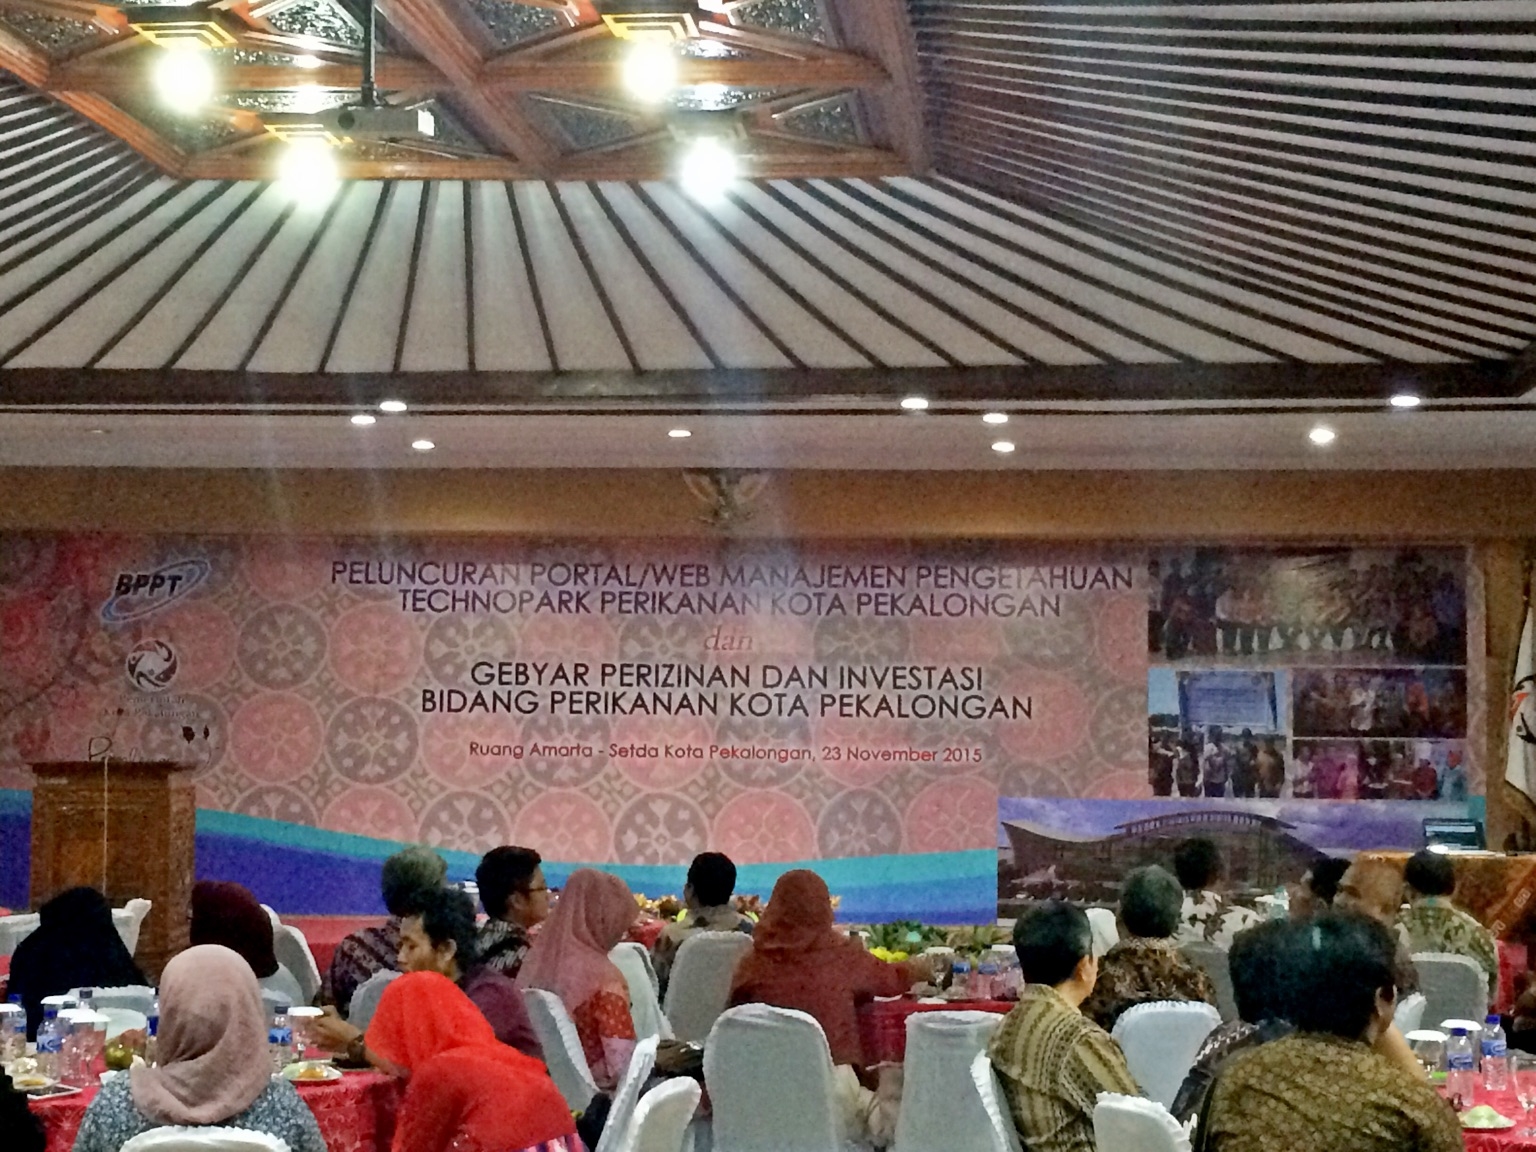 BPPT
PELUNCURAN PORTAL/WEB MANAJEMEN PENGETAHUAN
TECHNOPARK PERIKANAN KOTA PEKALONGAN
dan
GEBYAR PERIZINAN DAN INVESTASI
BIDANG PERIKANAN KOTA PEKALONGAN
Ruang Amarta - Setda Kota Pekalongan, 23 November 2015